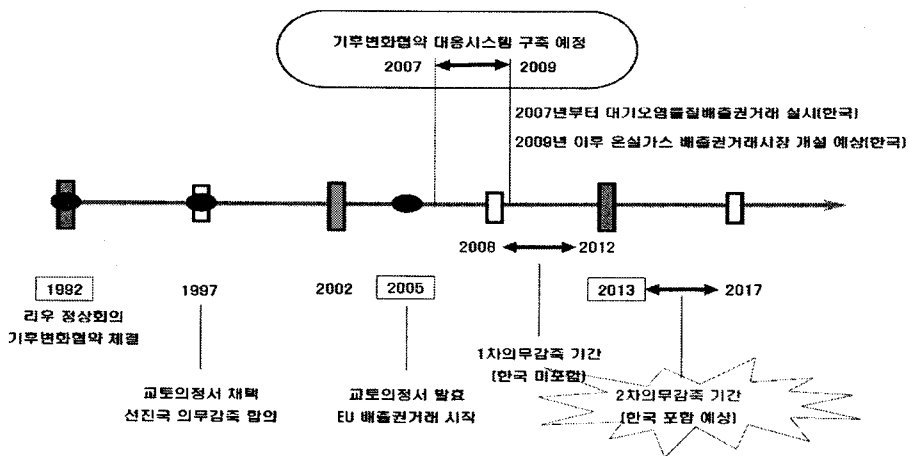 기후변화협약 대응시스템 구축 예정
2007 2009
2007년부터 대기오염물질배출권거래 실시(한국)
2009년 이후 온실가스 배출권거래시장 개설 예상(한국)
2008 2012
1992 1997 2002 2005 2013 2017
리우 정상회의
기후변화협약 체결
1차의무감축 기간
(한국 미포함)
교토의정서 채택
선진국 의무감축 합의
교토의정서 발효
EU 배출권거래 시작
2차의무감축 기간
(한국 포함 예상)